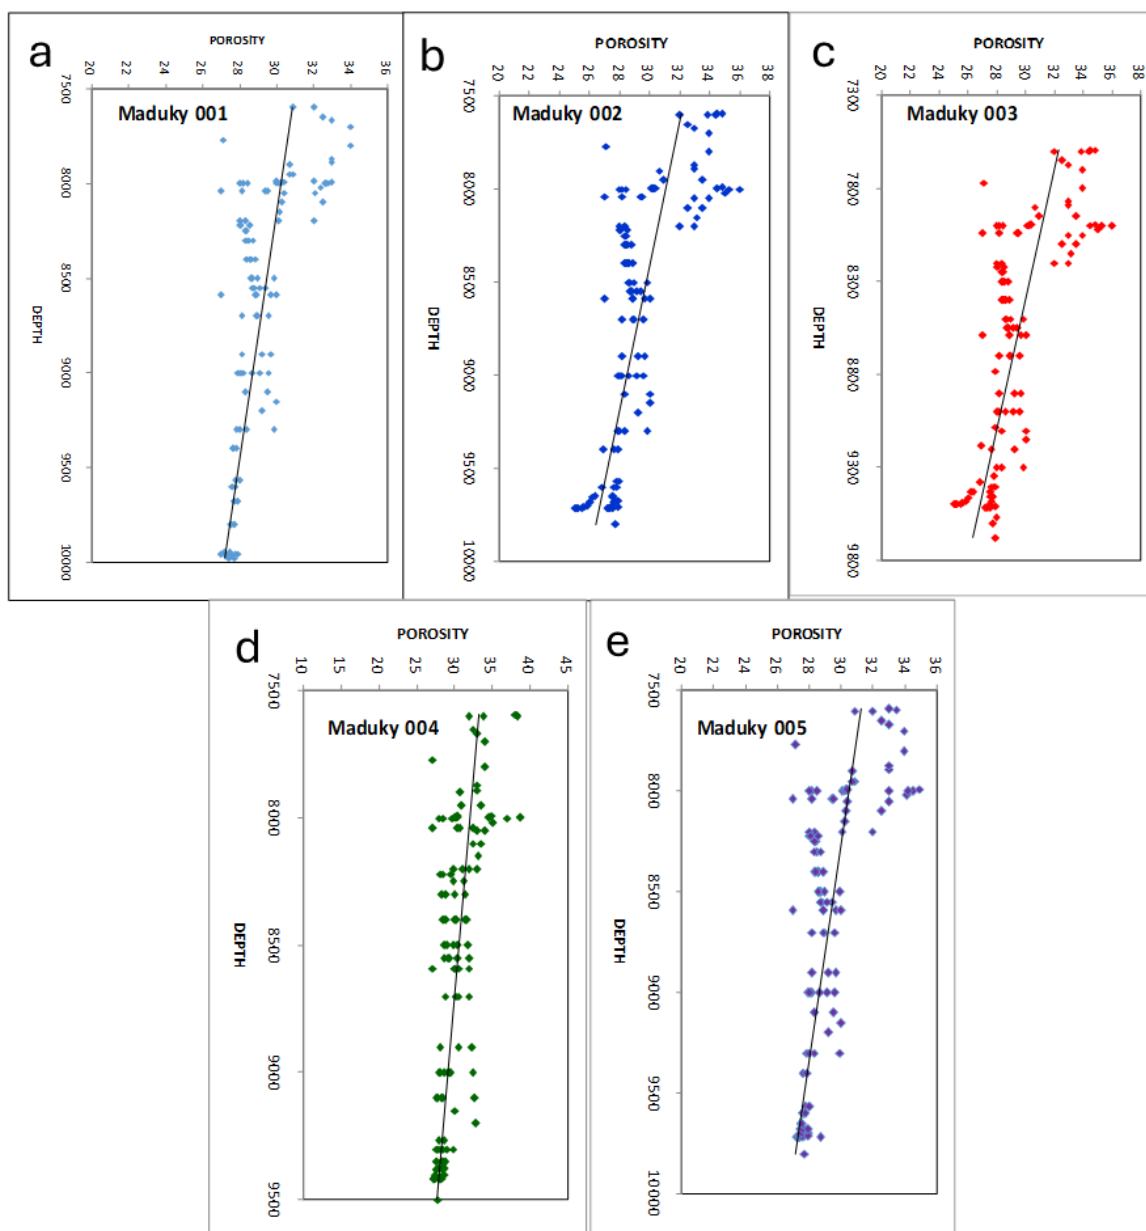 a
POROSITY
20 22 24 26 28 30 32 34 36
7500
8000
8500
9000
9500
10000
DEPTH
Maduky 001
b
POROSITY
20 22 24 26 28 30 32 34 36 38
7500
8000
8500
9000
9500
10000
DEPTH
Maduky 002
c
POROSITY
20 22 24 26 28 30 32 34 36 38
7300
7800
8300
8800
9300
9800
DEPTH
Maduky 003
d
POROSITY
10 15 20 25 30 35 40 45
7500
8000
8500
9000
9500
DEPTH
Maduky 004
e
POROSITY
20 22 24 26 28 30 32 34 36
7500
8000
8500
9000
9500
10000
DEPTH
Maduky 005